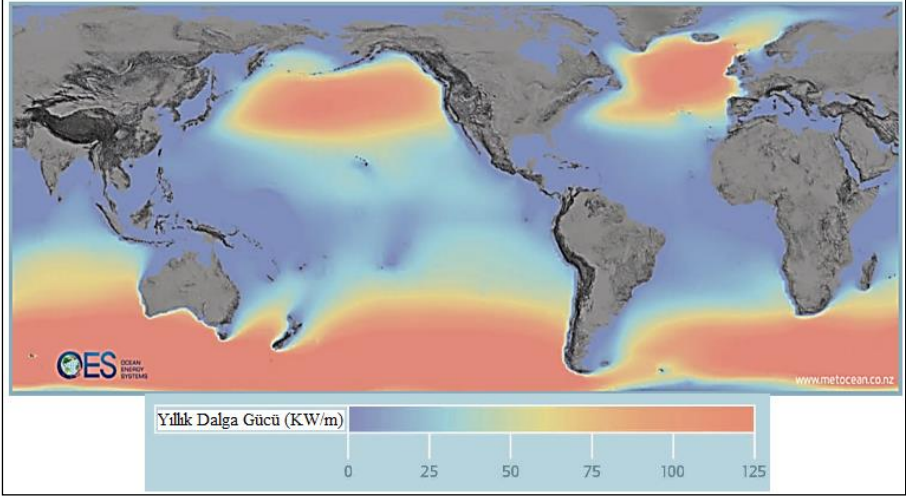 OES OCEAN
ENERGY
SYSTEMS
www.metocean.co.nz
Yıllık Dalga Gücü (KW/m)
0 25 50 75 100 125